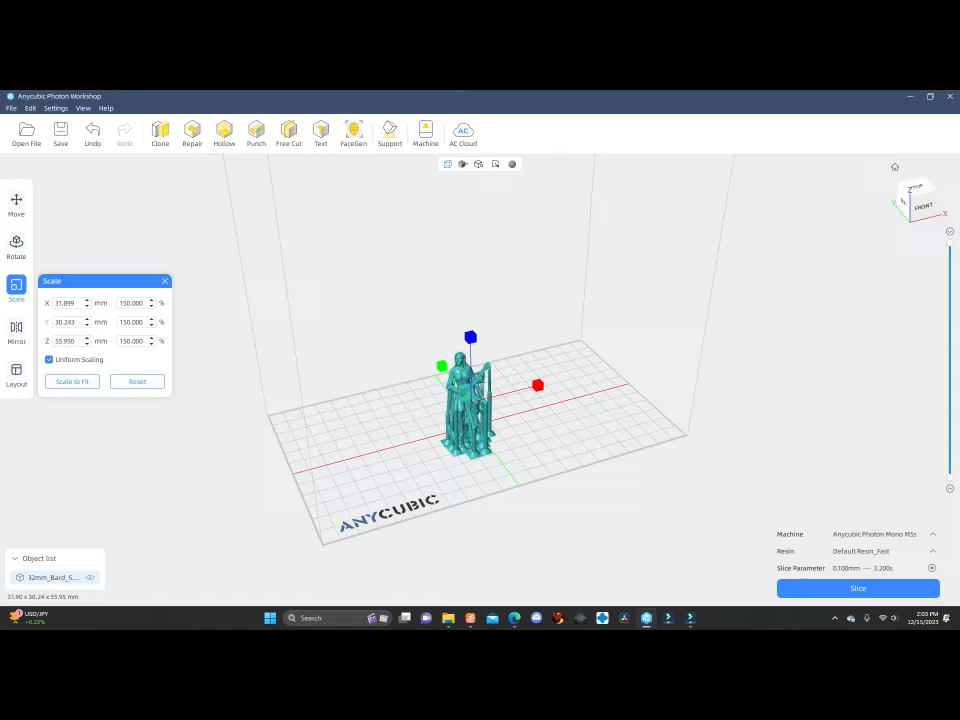 Anycubic Photon Workshop
File Edit Settings View Help
Open File Save Undo Redo Clone Repair Hollow Punch Free Cut Text FaceGen Support Machine AC Cloud
AC
TOP
FRONT
Z
Y
X
Move
Rotate
Scale
Mirror
Layout
Scale
X 31.899 mm 150.000 %
Y 30.243 mm 150.000 %
Z 55.950 mm 150.000 %
Uniform Scaling
Scale to Fit Reset
ANYCUBIC
Machine Anycubic Photon Mono M5s
Resin Default Resin_Fast
Slice Parameter 0.100mm — 3.200s
Slice
Object list
32mm_Bard_S...
31.90 x 30.24 x 55.95 mm
USD/JPY
+0.22%
Search
2:03 PM
12/15/2023